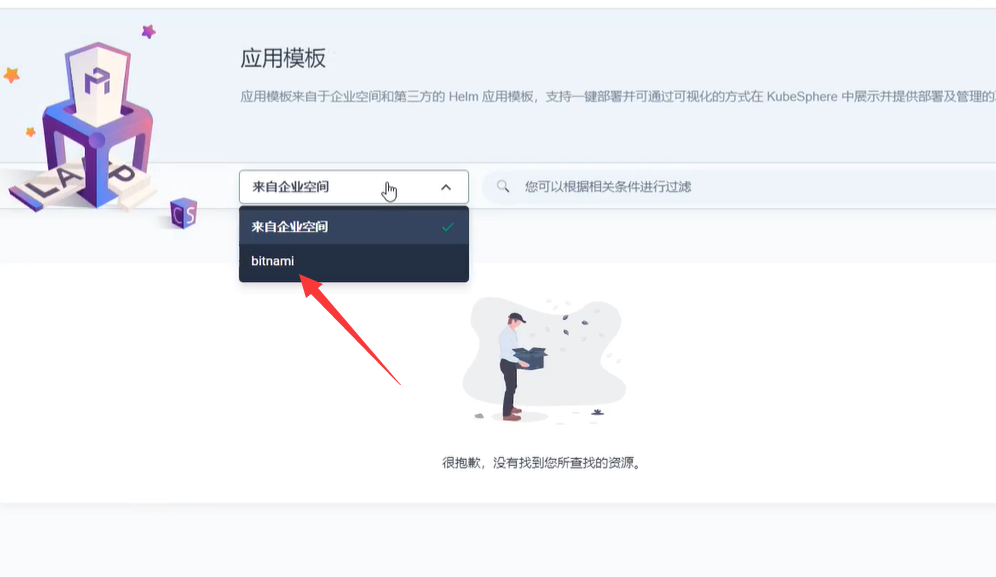 应用模板
应用模板来自于企业空间和第三方的 Helm 应用模板，支持一键部署并可通过可视化的方式在 KubeSphere 中展示并提供部署及管理的
来自企业空间
您可以根据相关条件进行过滤
来自企业空间
bitnami
LAPP
CS
很抱歉，没有找到您所查找的资源。